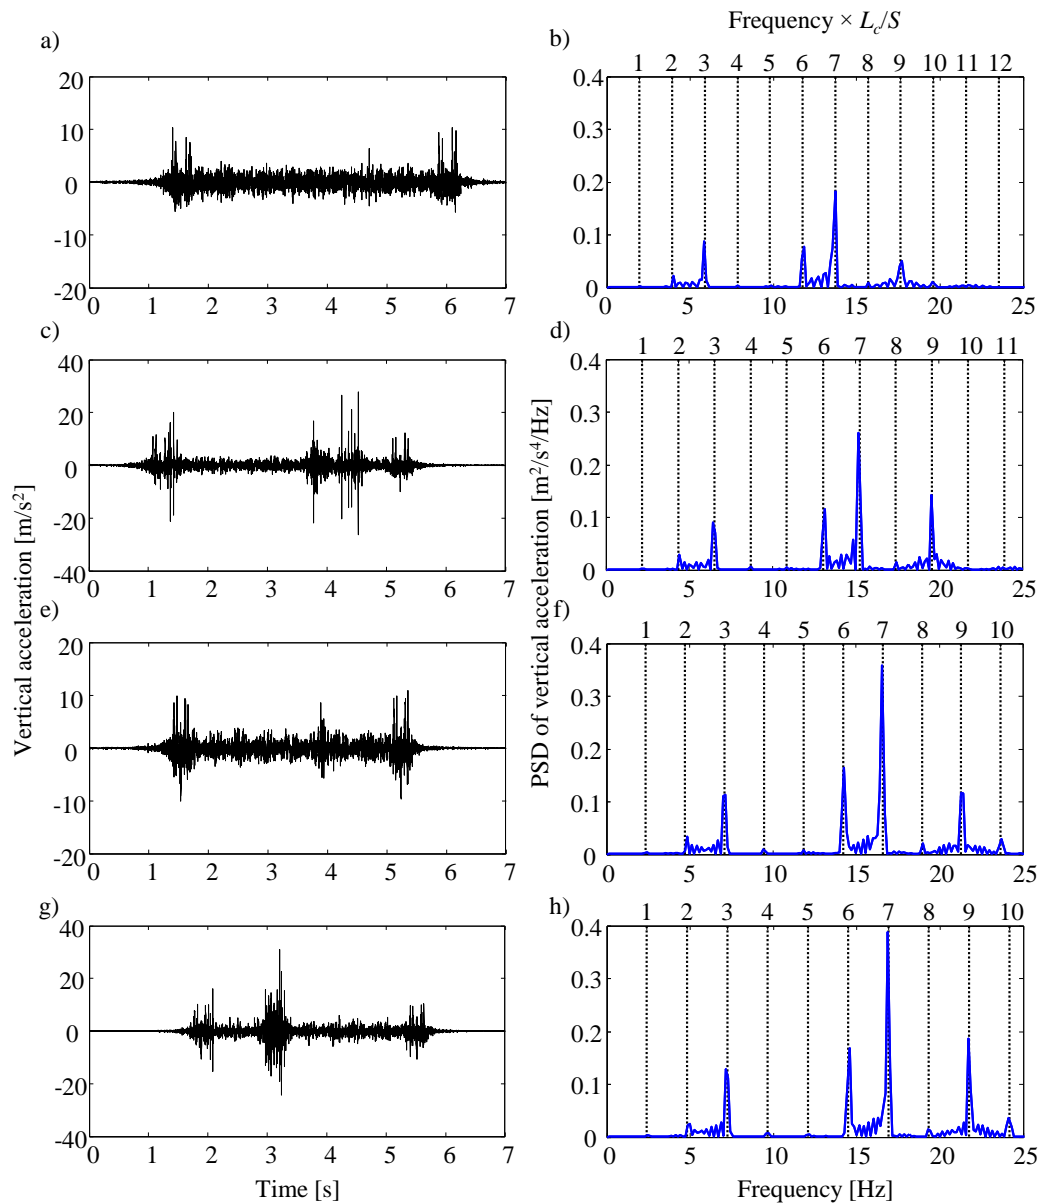 Frequency × L_c/S
a)
b)
1 2 3 4 5 6 7 8 9 10 11 12
20
10
0
-10
-20
0.4
0.3
0.2
0.1
0
0 1 2 3 4 5 6 7
0 5 10 15 20 25
c)
d)
1 2 3 4 5 6 7 8 9 10 11
40
20
0
-20
-40
0.4
0.3
0.2
0.1
0
0 1 2 3 4 5 6 7
0 5 10 15 20 25
Vertical acceleration [m/s²]
PSD of vertical acceleration [m²/s⁴/Hz]
e)
f)
1 2 3 4 5 6 7 8 9 10
20
10
0
-10
-20
0.4
0.3
0.2
0.1
0
0 1 2 3 4 5 6 7
0 5 10 15 20 25
g)
h)
1 2 3 4 5 6 7 8 9 10
40
20
0
-20
-40
0.4
0.3
0.2
0.1
0
0 1 2 3 4 5 6 7
0 5 10 15 20 25
Time [s]
Frequency [Hz]